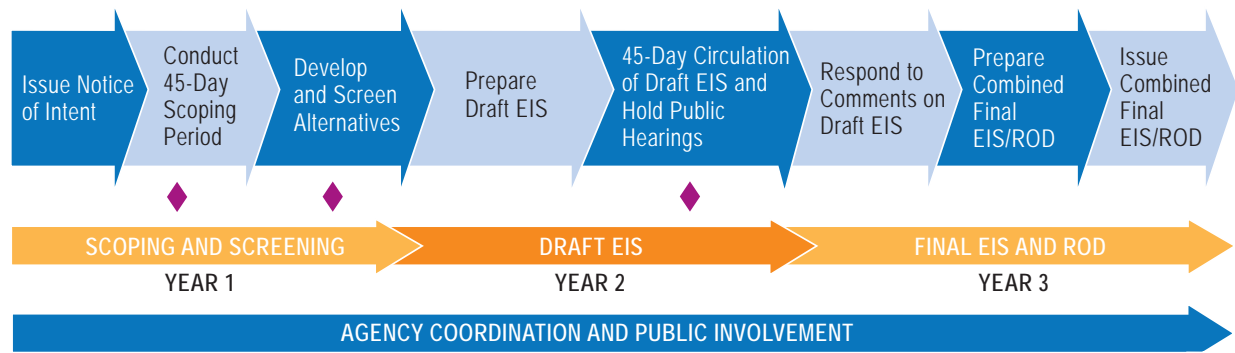 Issue Notice
of Intent
Conduct
45-Day
Scoping
Period
Develop
and Screen
Alternatives
Prepare
Draft EIS
45-Day Circulation
of Draft EIS and
Hold Public
Hearings
Respond to
Comments on
Draft EIS
Prepare
Combined
Final
EIS/ROD
Issue
Combined
Final
EIS/ROD
SCOPING AND SCREENING
DRAFT EIS
FINAL EIS AND ROD
YEAR 1
YEAR 2
YEAR 3
AGENCY COORDINATION AND PUBLIC INVOLVEMENT